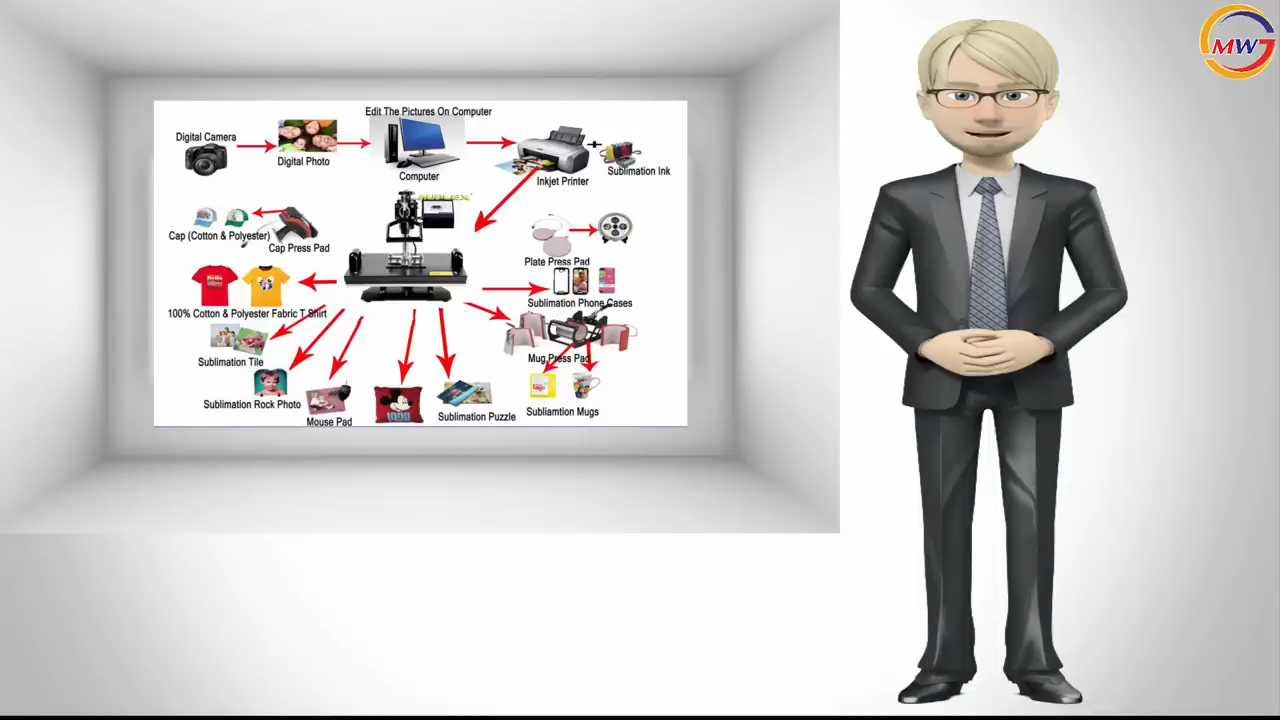 MWJ
Edit The Pictures On Computer
Digital Camera
Digital Photo
Computer
Inkjet Printer
+
Sublimation Ink
Cap (Cotton & Polyester)
Cap Press Pad
Plate Press Pad
Sublimation Phone Cases
100% Cotton & Polyester Fabric T Shirt
Sublimation Tile
Mug Press Pad
Sublimation Rock Photo
Mouse Pad
Sublimation Puzzle
Subliamtion Mugs